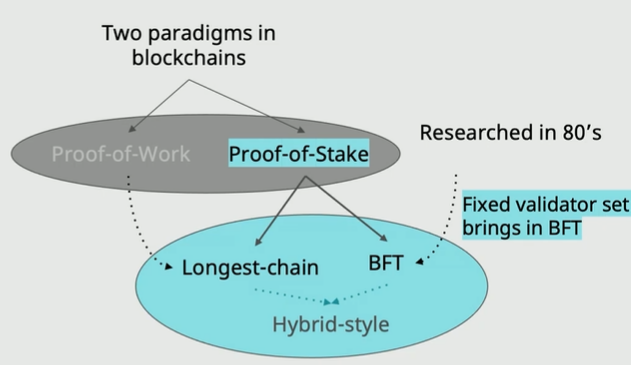 Two paradigms in
blockchains
Proof-of-Work
Proof-of-Stake
Researched in 80's
Fixed validator set
brings in BFT
Longest-chain
BFT
Hybrid-style